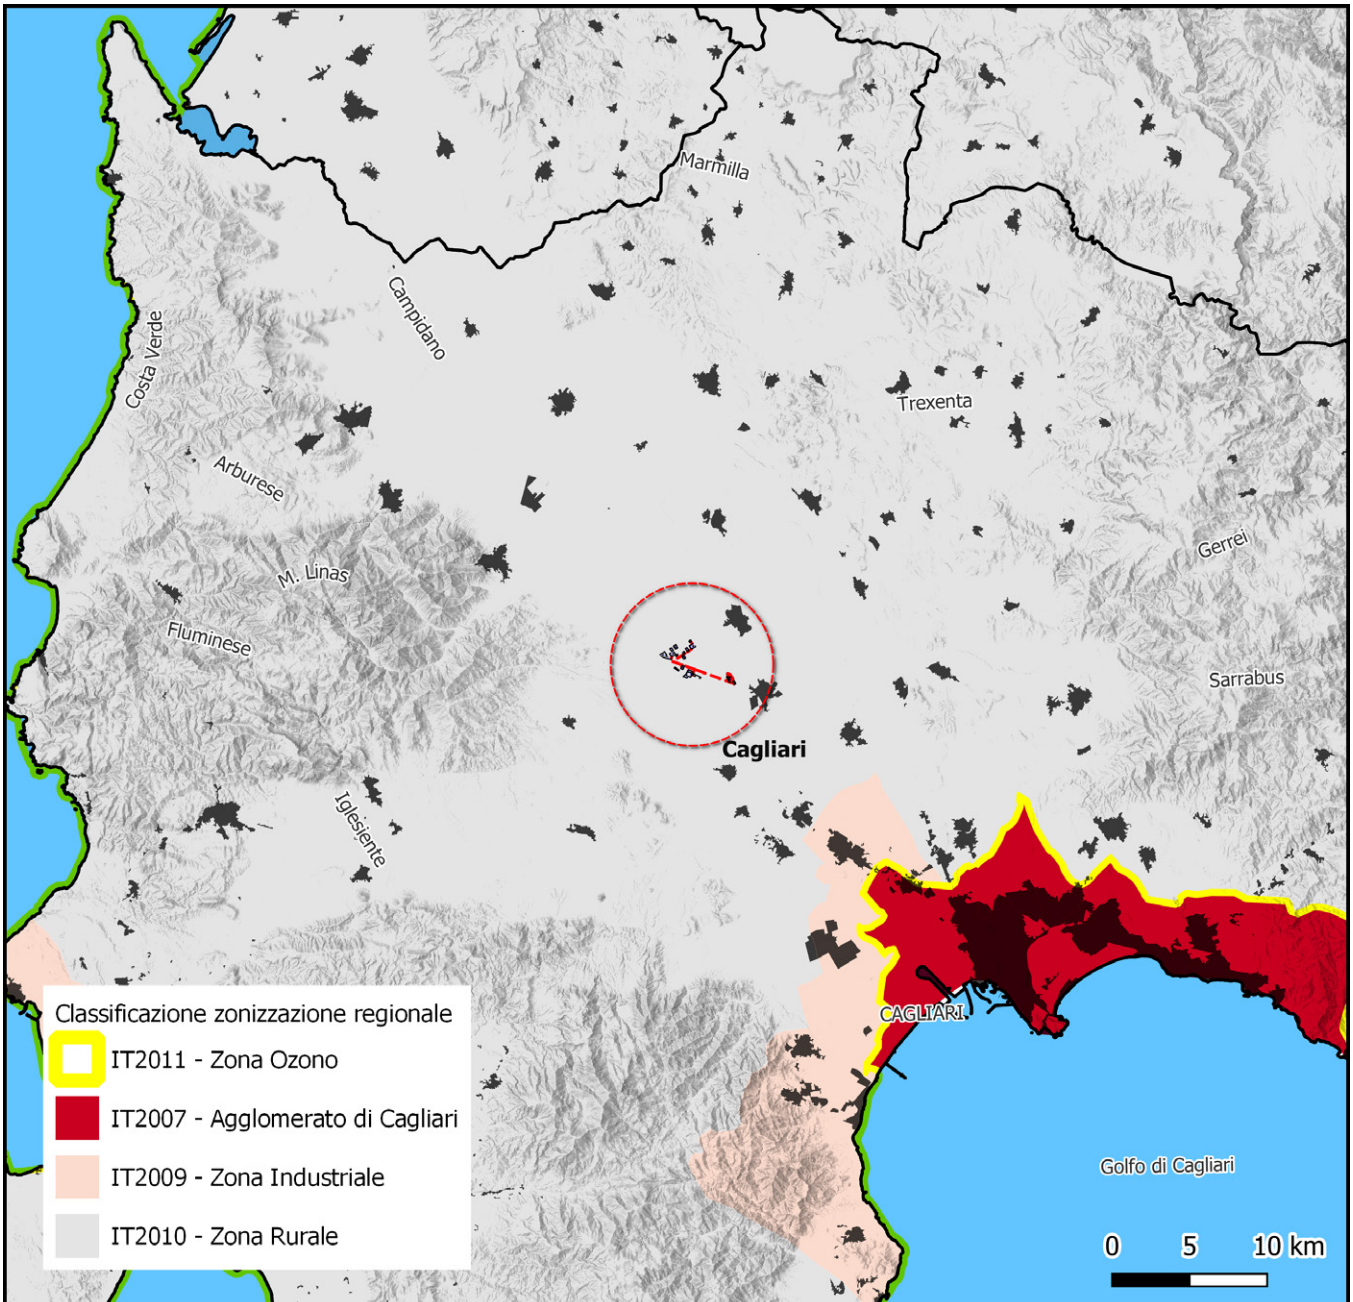 Marmilla
Campidano
Costa Verde
Trexenta
Arburese
Gerrei
M. Linas
Fluminese
Sarrabus
Cagliari
Iglesiente
CAGLIARI
Golfo di Cagliari
Classificazione zonizzazione regionale
IT2011 - Zona Ozono
IT2007 - Agglomerato di Cagliari
IT2009 - Zona Industriale
IT2010 - Zona Rurale
0 5 10 km